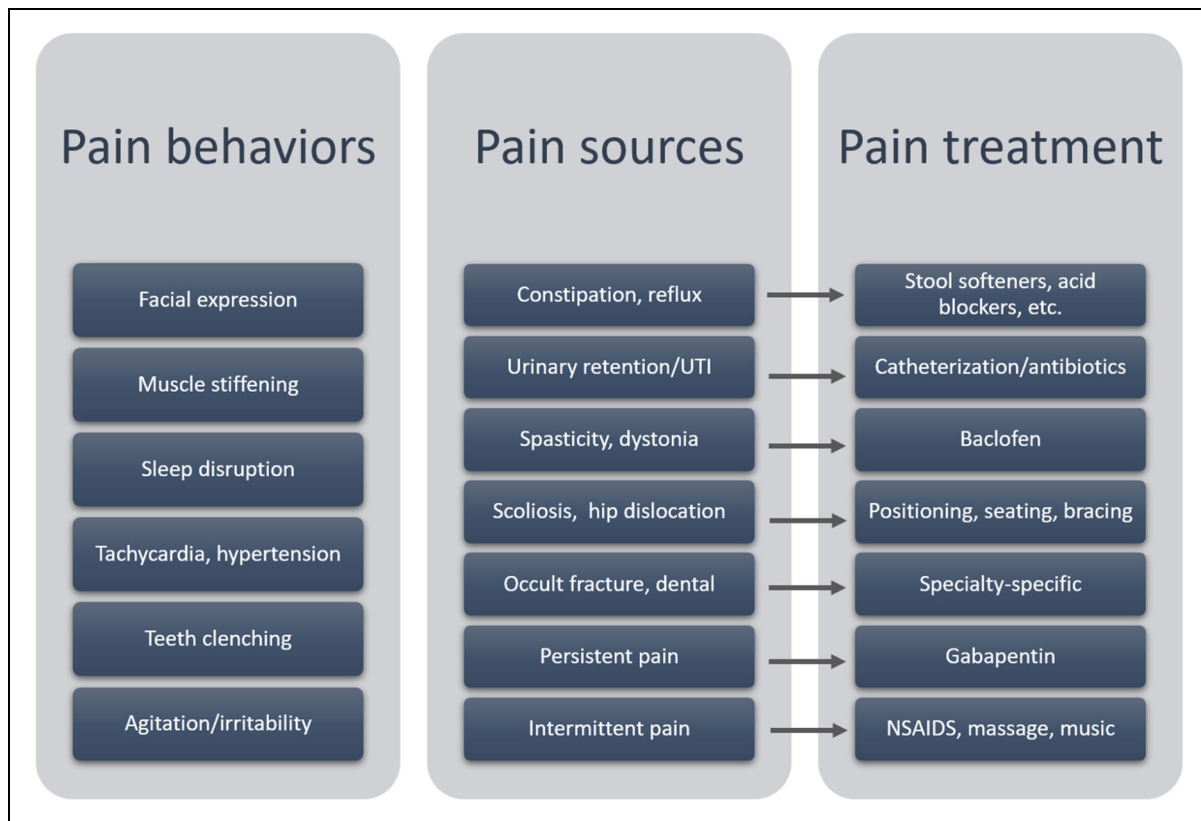 Pain behaviors
Facial expression
Muscle stiffening
Sleep disruption
Tachycardia, hypertension
Teeth clenching
Agitation/irritability
Pain sources
Constipation, reflux
Urinary retention/UTI
Spasticity, dystonia
Scoliosis, hip dislocation
Occult fracture, dental
Persistent pain
Intermittent pain
Pain treatment
Stool softeners, acid
blockers, etc.
Catheterization/antibiotics
Baclofen
Positioning, seating, bracing
Specialty-specific
Gabapentin
NSAIDS, massage, music